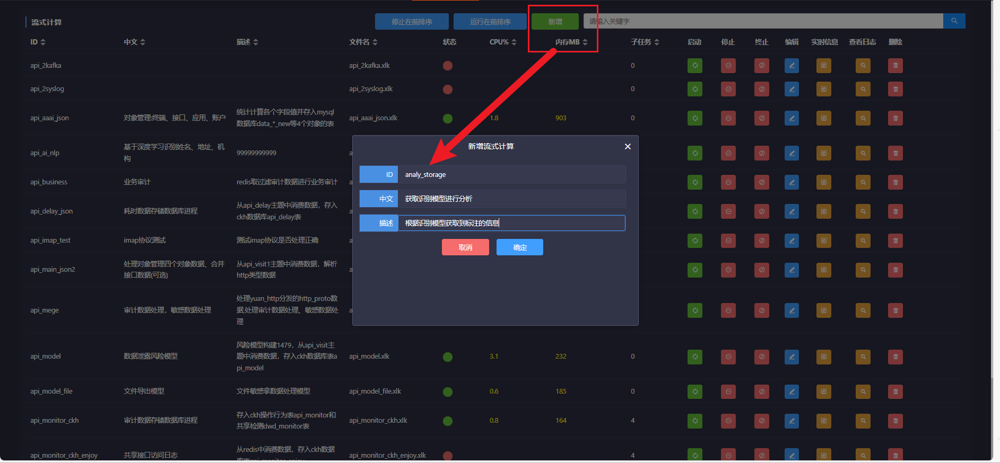 流式计算
停止在前排序 运行在前排序 新增 请输入关键字
ID 中文 描述 文件名 状态 CPU% 内存MB 子任务 启动 停止 终止 编辑 实时信息 查看日志 删除
api_2kafka api_2kafka.xlk 0
api_2syslog api_2syslog.xlk 0
api_aaai_json 对象管理:终端、接口、应用、账户 统计计算各个字段值并存入mysql
数据库data_*_new等4个对象的表 api_aaai_json.xlk 1.8 903 0
api_ai_nlp 基于深度学习识别姓名、地址、机
构 99999999999 a
api_business 业务审计 redis取过滤审计数据进行业务审计 a
api_delay_json 耗时数据存储数据库进程 从api_delay主题中消费数据，存入
ckh数据库api_delay表 a
api_imap_test imap协议测试 测试imap协议是否处理正确 a
api_main_json2 处理对象管理四个对象数据、合并
接口数据(可选) 从api_visit1主题中消费数据，解析
http类型数据 a
api_mege 审计数据处理，敏感数据处理 处理yuan_http分发的http_proto数
据,处理审计数据处理、敏感数据处
理 a
新增流式计算
ID analy_storage
中文 获取识别模型进行分析
描述 根据识别模型获取到标注的信息
取消 确定
api_model 数据泄露风险模型 风险模型构建1479，从api_visit主
题中消费数据，存入ckh数据库表a
pi_model api_model.xlk 3.1 232 0
api_model_file 文件导出模型 文件敏感拿数据处理模型 api_model_file.xlk 0.6 185 0
api_monitor_ckh 审计数据存储数据库进程 存入ckh操作行为表api_monitor和
共享检测dwd_monitor表 api_monitor_ckh.xlk 0.8 164 4
api_monitor_ckh_enjoy 共享接口访问日志 从redis中消费数据，存入ckh数据
api_monitor_ckh_enjoy.xlk 4